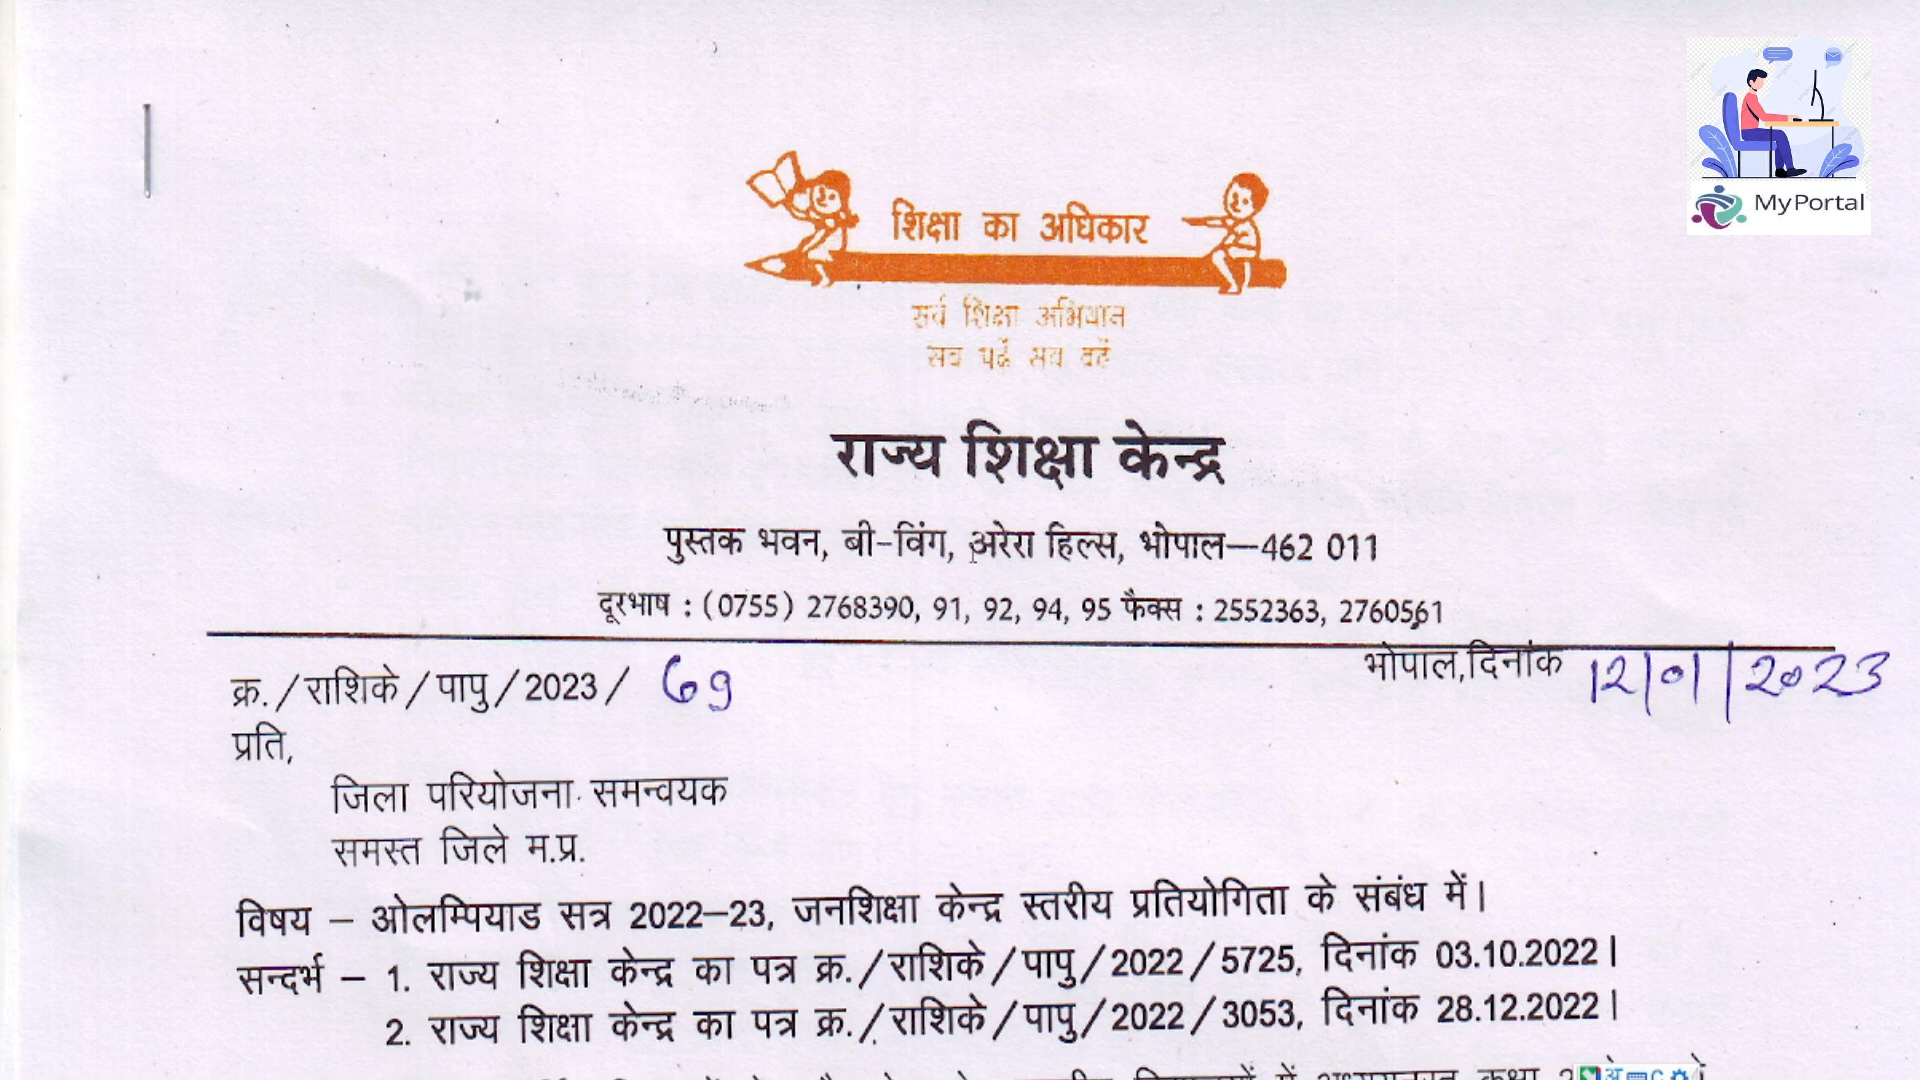 MyPortal
शिक्षा का अधिकार
सर्व शिक्षा अभियान
सब पढ़ें सब बढ़ें
राज्य शिक्षा केन्द्र
पुस्तक भवन, बी-विंग, अरेरा हिल्स, भोपाल—462 011
दूरभाष : (0755) 2768390, 91, 92, 94, 95 फैक्स : 2552363, 2760561
क्र./राशिके/पापु/2023/ 69 भोपाल,दिनांक 12/01/2023
प्रति,
जिला परियोजना समन्वयक
समस्त जिले म.प्र.
विषय – ओलम्पियाड सत्र 2022–23, जनशिक्षा केन्द्र स्तरीय प्रतियोगिता के संबंध में।
सन्दर्भ – 1. राज्य शिक्षा केन्द्र का पत्र क्र./राशिके/पापु/2022/5725, दिनांक 03.10.2022।
2. राज्य शिक्षा केन्द्र का पत्र क्र./राशिके/पापु/2022/3053, दिनांक 28.12.2022।